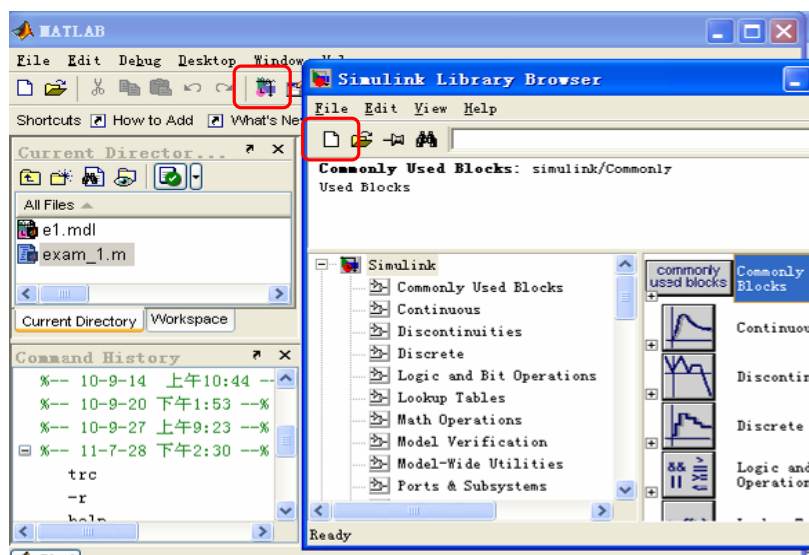 MATLAB
File Edit Debug Desktop Window
Shortcuts How to Add What's Ne
Current Director...
All Files
e1.mdl
exam_1.m
Current Directory Workspace
Command History
%-- 10-9-14 上午10:44 --
%-- 10-9-20 下午1:53 --%
%-- 10-9-27 上午9:23 --%
%-- 11-7-28 下午2:30 --%
trc
-r
help
Simulink Library Browser
File Edit View Help
Commonly Used Blocks: simulink/Commonly
Used Blocks
Simulink
Commonly Used Blocks
Continuous
Discontinuities
Discrete
Logic and Bit Operations
Lookup Tables
Math Operations
Model Verification
Model-Wide Utilities
Ports & Subsystems
commonly
used blocks
Commonly
Blocks
Continuou
Discontin
Discrete
Logic and
Operation
Ready